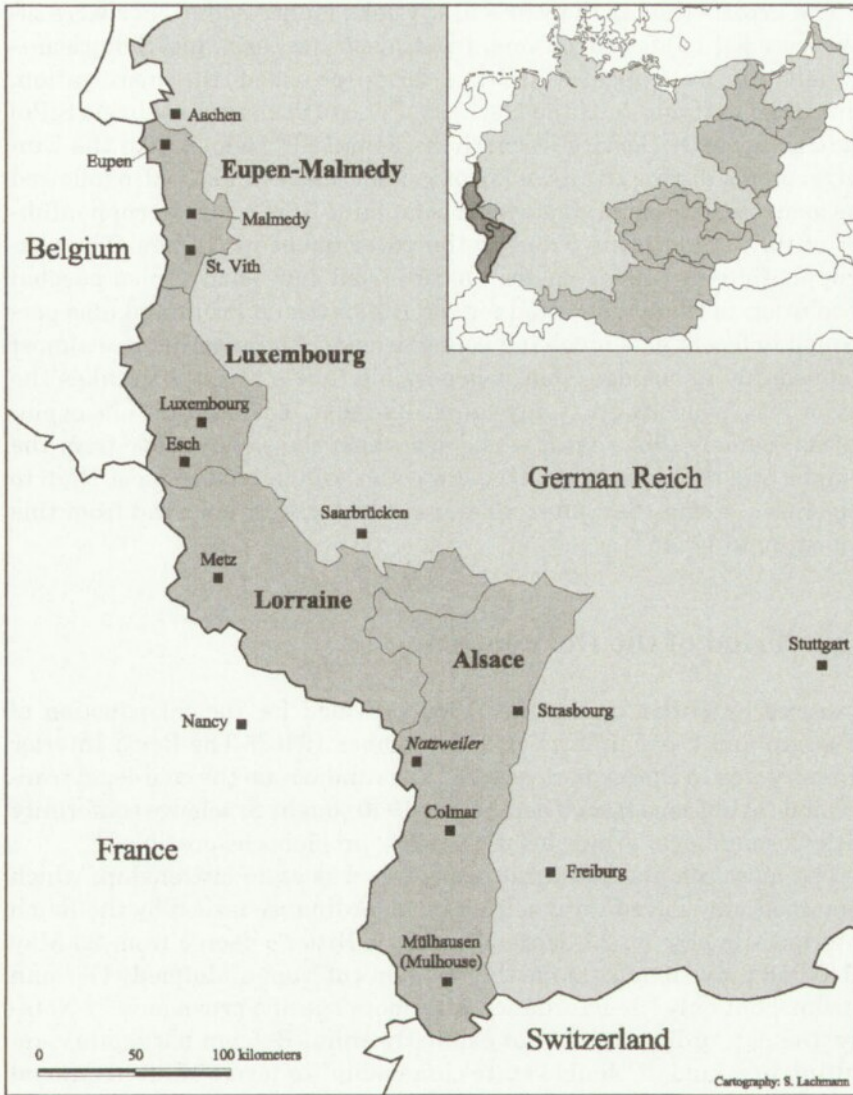 Aachen
Eupen
Eupen-Malmedy
Malmedy
Belgium
St. Vith
Luxembourg
Luxembourg
Esch
German Reich
Saarbrücken
Metz
Lorraine
Alsace
Stuttgart
Strasbourg
Nancy
Natzweiler
Colmar
France
Freiburg
Mülhausen
(Mulhouse)
Switzerland
0 50 100 kilometers
Cartography: S. Lachmann